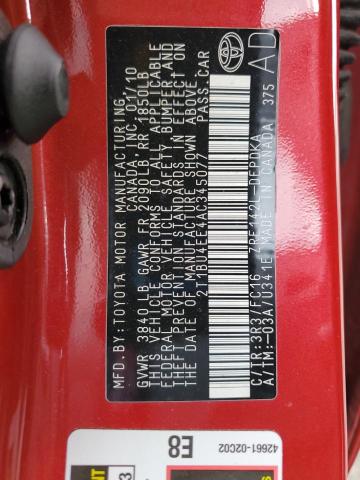 MFD.BY:TOYOTA MOTOR MANUFACTURING
CANADA, INC. 01/10
GVWR 3840LB GAWR FR 2090LB RR 1850LB
THIS VEHICLE CONFORMS TO ALL APPLICABLE
FEDERAL MOTOR VEHICLE SAFETY,BUMPER,AND
THEFT PREVENTION STANDARDS IN EFFECT ON
THE DATE OF MANUFACTURE SHOWN ABOVE.
2T1BU4EE4AC345077 PASS.CAR
C/TR:3R3/FC16 ZRE142L-DEPDKA
A/TM:-03A/U341E MADE IN CANADA 375
AD
TOYOTA
42661-02C02
E8